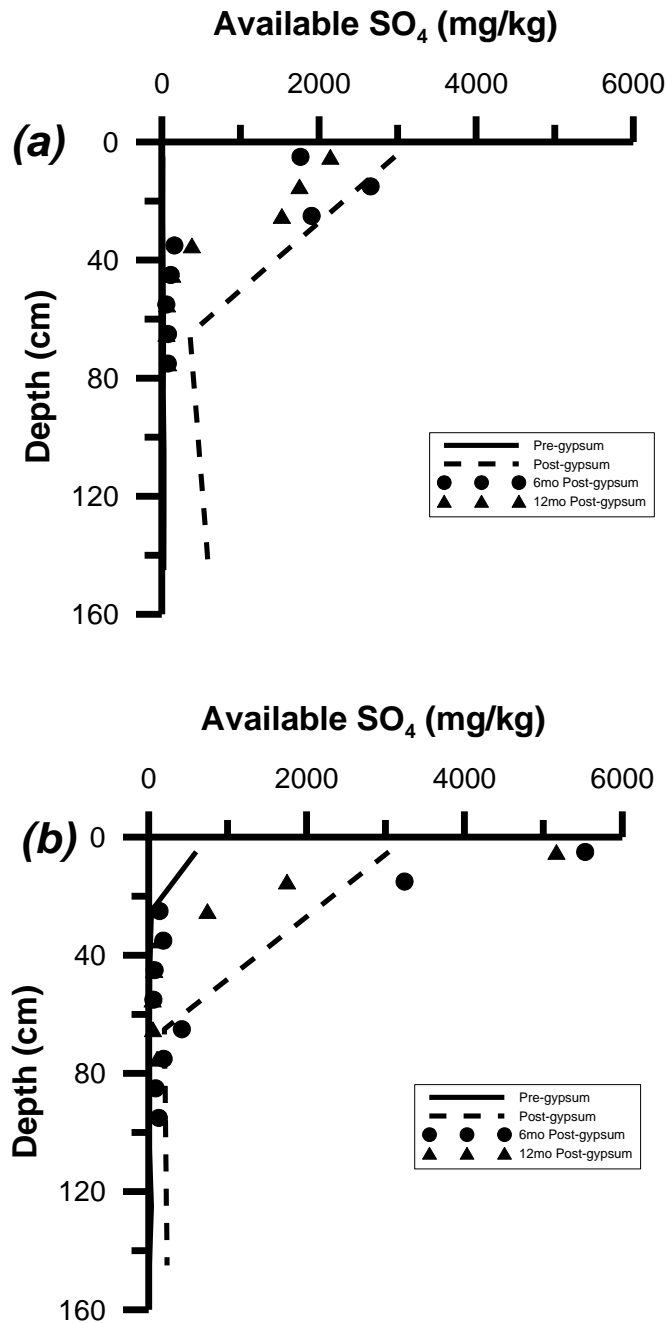 Available SO4 (mg/kg)
0 2000 4000 6000
(a)
0
40
80
120
160
Depth (cm)
Pre-gypsum
Post-gypsum
6mo Post-gypsum
12mo Post-gypsum
Available SO4 (mg/kg)
0 2000 4000 6000
(b)
0
40
80
120
160
Depth (cm)
Pre-gypsum
Post-gypsum
6mo Post-gypsum
12mo Post-gypsum